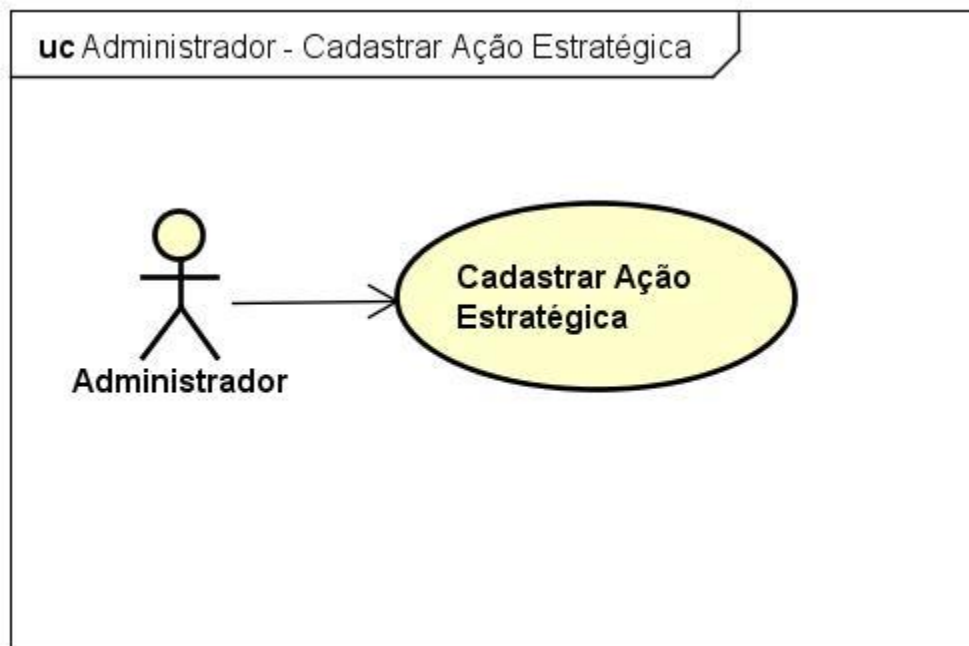 uc Administrador - Cadastrar Ação Estratégica
Cadastrar Ação
Estratégica
Administrador